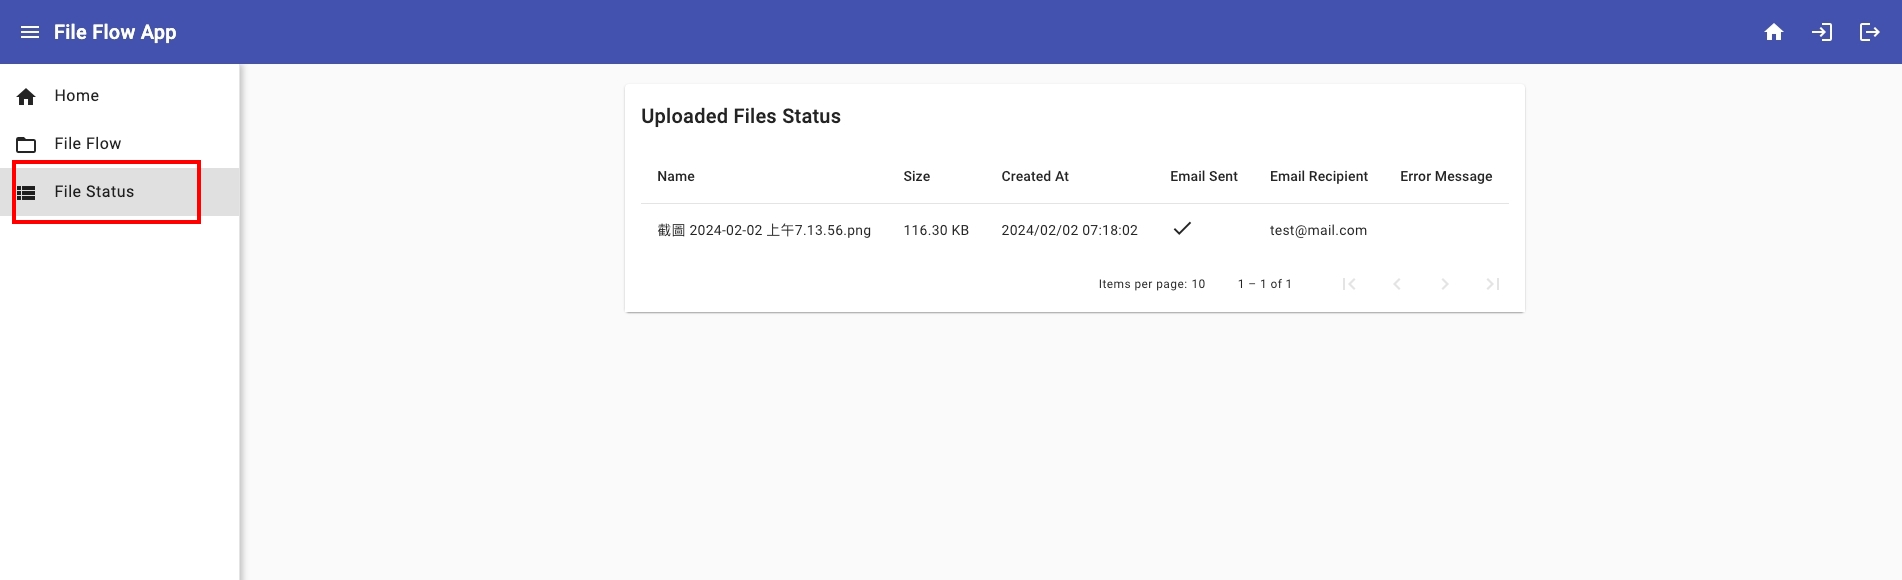 File Flow App
Home
File Flow
File Status
Uploaded Files Status
Name Size Created At Email Sent Email Recipient Error Message
截圖 2024-02-02 上午7.13.56.png 116.30 KB 2024/02/02 07:18:02 test@mail.com
Items per page: 10 1 – 1 of 1